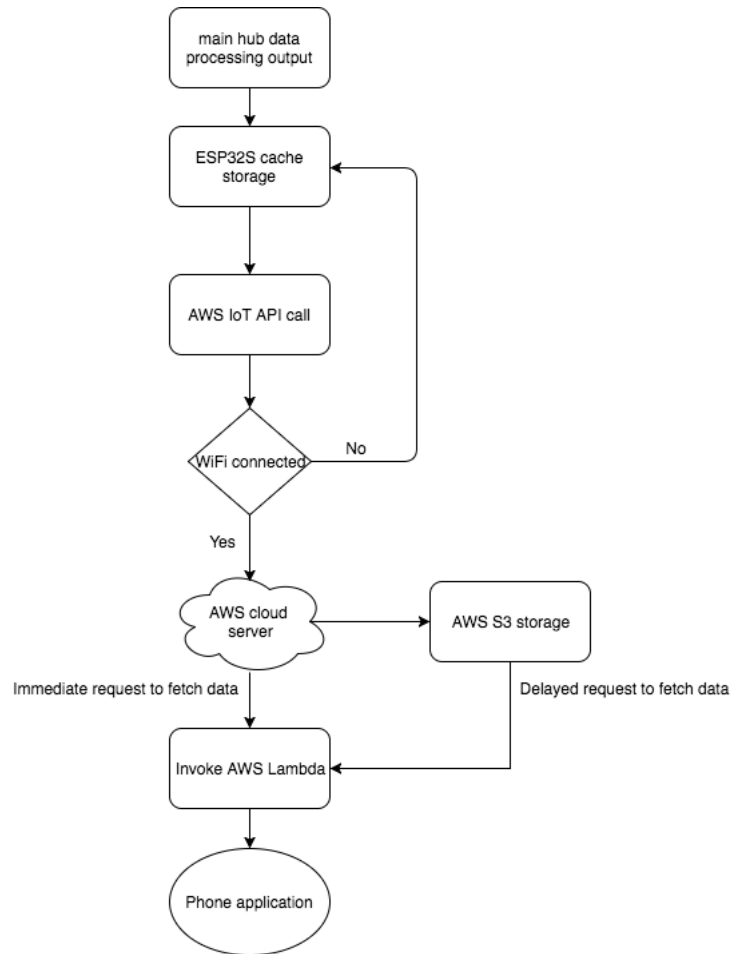 main hub data
processing output
ESP32S cache
storage
AWS IoT API call
WiFi connected
No
Yes
AWS cloud
server
AWS S3 storage
Immediate request to fetch data
Delayed request to fetch data
Invoke AWS Lambda
Phone application